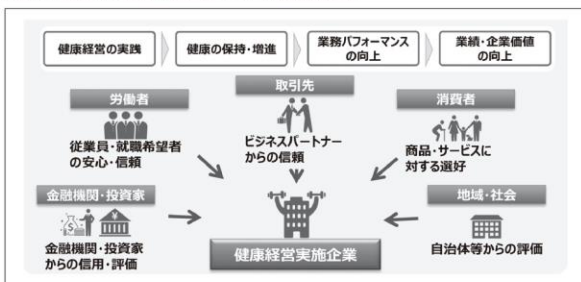 健康経営の実践
健康の保持・増進
業務パフォーマンス
の向上
業績・企業価値
の向上
労働者
従業員・就職希望者
の安心・信頼
取引先
ビジネスパートナー
からの信頼
消費者
商品・サービスに
対する選好
金融機関・投資家
金融機関・投資家
からの信用・評価
健康経営実施企業
地域・社会
自治体等からの評価